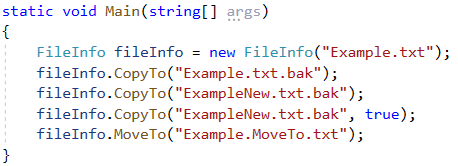 static void Main(string[] args)
{
    FileInfo fileInfo = new FileInfo("Example.txt");
    fileInfo.CopyTo("Example.txt.bak");
    fileInfo.CopyTo("ExampleNew.txt.bak");
    fileInfo.CopyTo("ExampleNew.txt.bak", true);
    fileInfo.MoveTo("Example.MoveTo.txt");
}